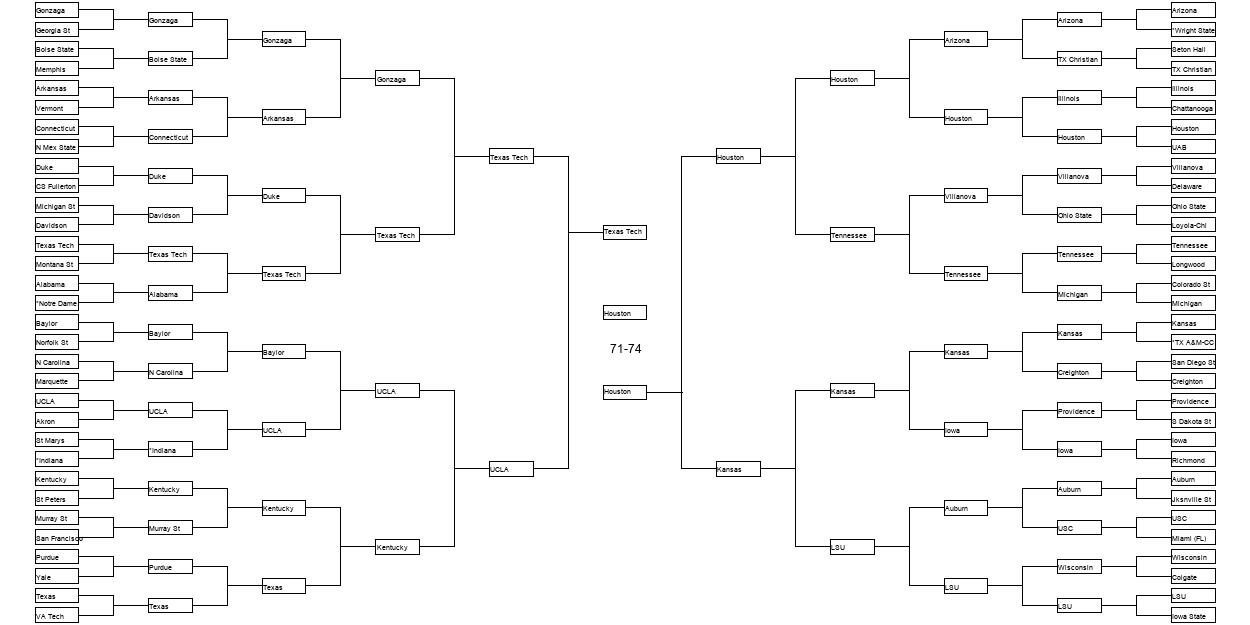 Gonzaga
Georgia St
Boise State
Memphis
Arkansas
Vermont
Connecticut
N Mex State
Duke
CS Fullerton
Michigan St
Davidson
Texas Tech
Montana St
Alabama
*Notre Dame
Baylor
Norfolk St
N Carolina
Marquette
UCLA
Akron
St Marys
*Indiana
Kentucky
St Peters
Murray St
San Francisco
Purdue
Yale
Texas
VA Tech
Gonzaga
Boise State
Arkansas
Connecticut
Duke
Davidson
Texas Tech
Alabama
Baylor
N Carolina
UCLA
*Indiana
Kentucky
Murray St
Purdue
Texas
Gonzaga
Arkansas
Duke
Texas Tech
Baylor
UCLA
Kentucky
Texas
Gonzaga
Texas Tech
UCLA
Kentucky
Texas Tech
UCLA
Texas Tech
Houston
71-74
Houston
Houston
Kansas
Houston
Tennessee
Kansas
LSU
Arizona
Houston
Villanova
Tennessee
Kansas
Iowa
Auburn
LSU
Arizona
TX Christian
Illinois
Houston
Villanova
Ohio State
Tennessee
Michigan
Kansas
Creighton
Providence
Iowa
Auburn
USC
Wisconsin
LSU
Arizona
*Wright State
Seton Hall
TX Christian
Illinois
Chattanooga
Houston
UAB
Villanova
Delaware
Ohio State
Loyola-Chi
Tennessee
Longwood
Colorado St
Michigan
Kansas
*TX A&M-CC
San Diego St
Creighton
Providence
S Dakota St
Iowa
Richmond
Auburn
Jksnville St
USC
Miami (FL)
Wisconsin
Colgate
LSU
Iowa State